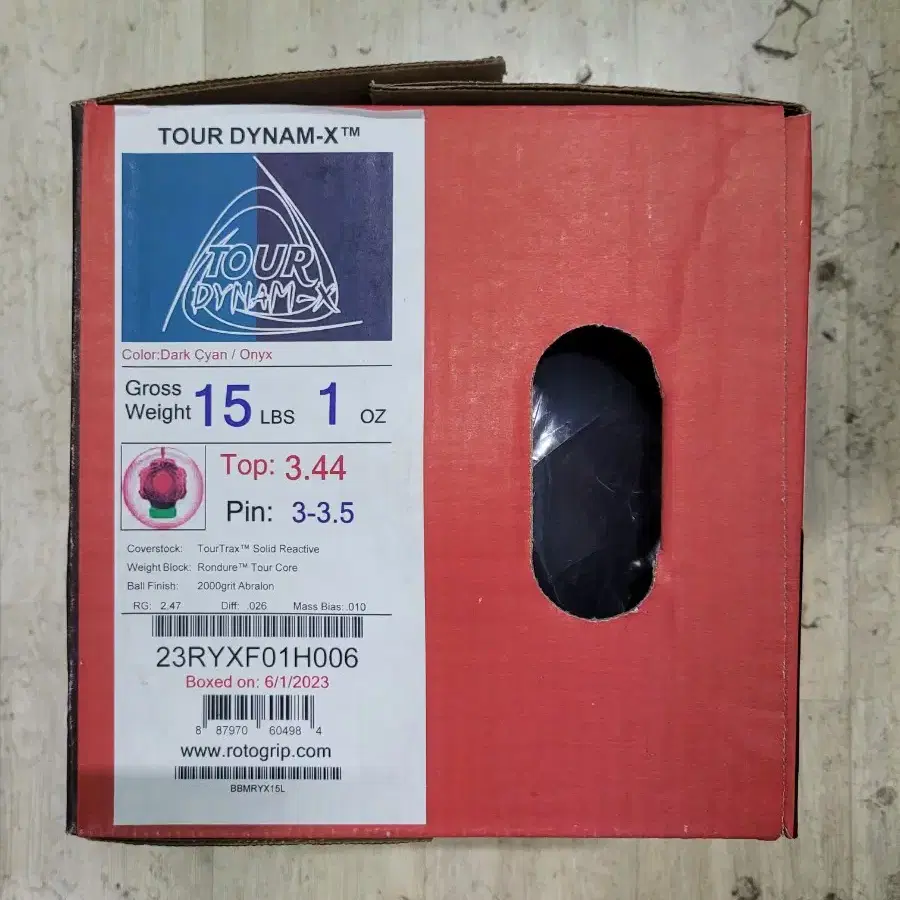 TOUR DYNAM-X™
TOUR
DYNAM-X
Color:Dark Cyan / Onyx
Gross Weight 15 LBS 1 OZ
Top: 3.44
Pin: 3-3.5
Coverstock: TourTrax™ Solid Reactive
Weight Block: Rondure™ Tour Core
Ball Finish: 2000grit Abralon
RG: 2.47 Diff: .026 Mass Bias: .010
23RYXF01H006
Boxed on: 6/1/2023
8 87970 60498 4
www.rotogrip.com
BBMRYX15L